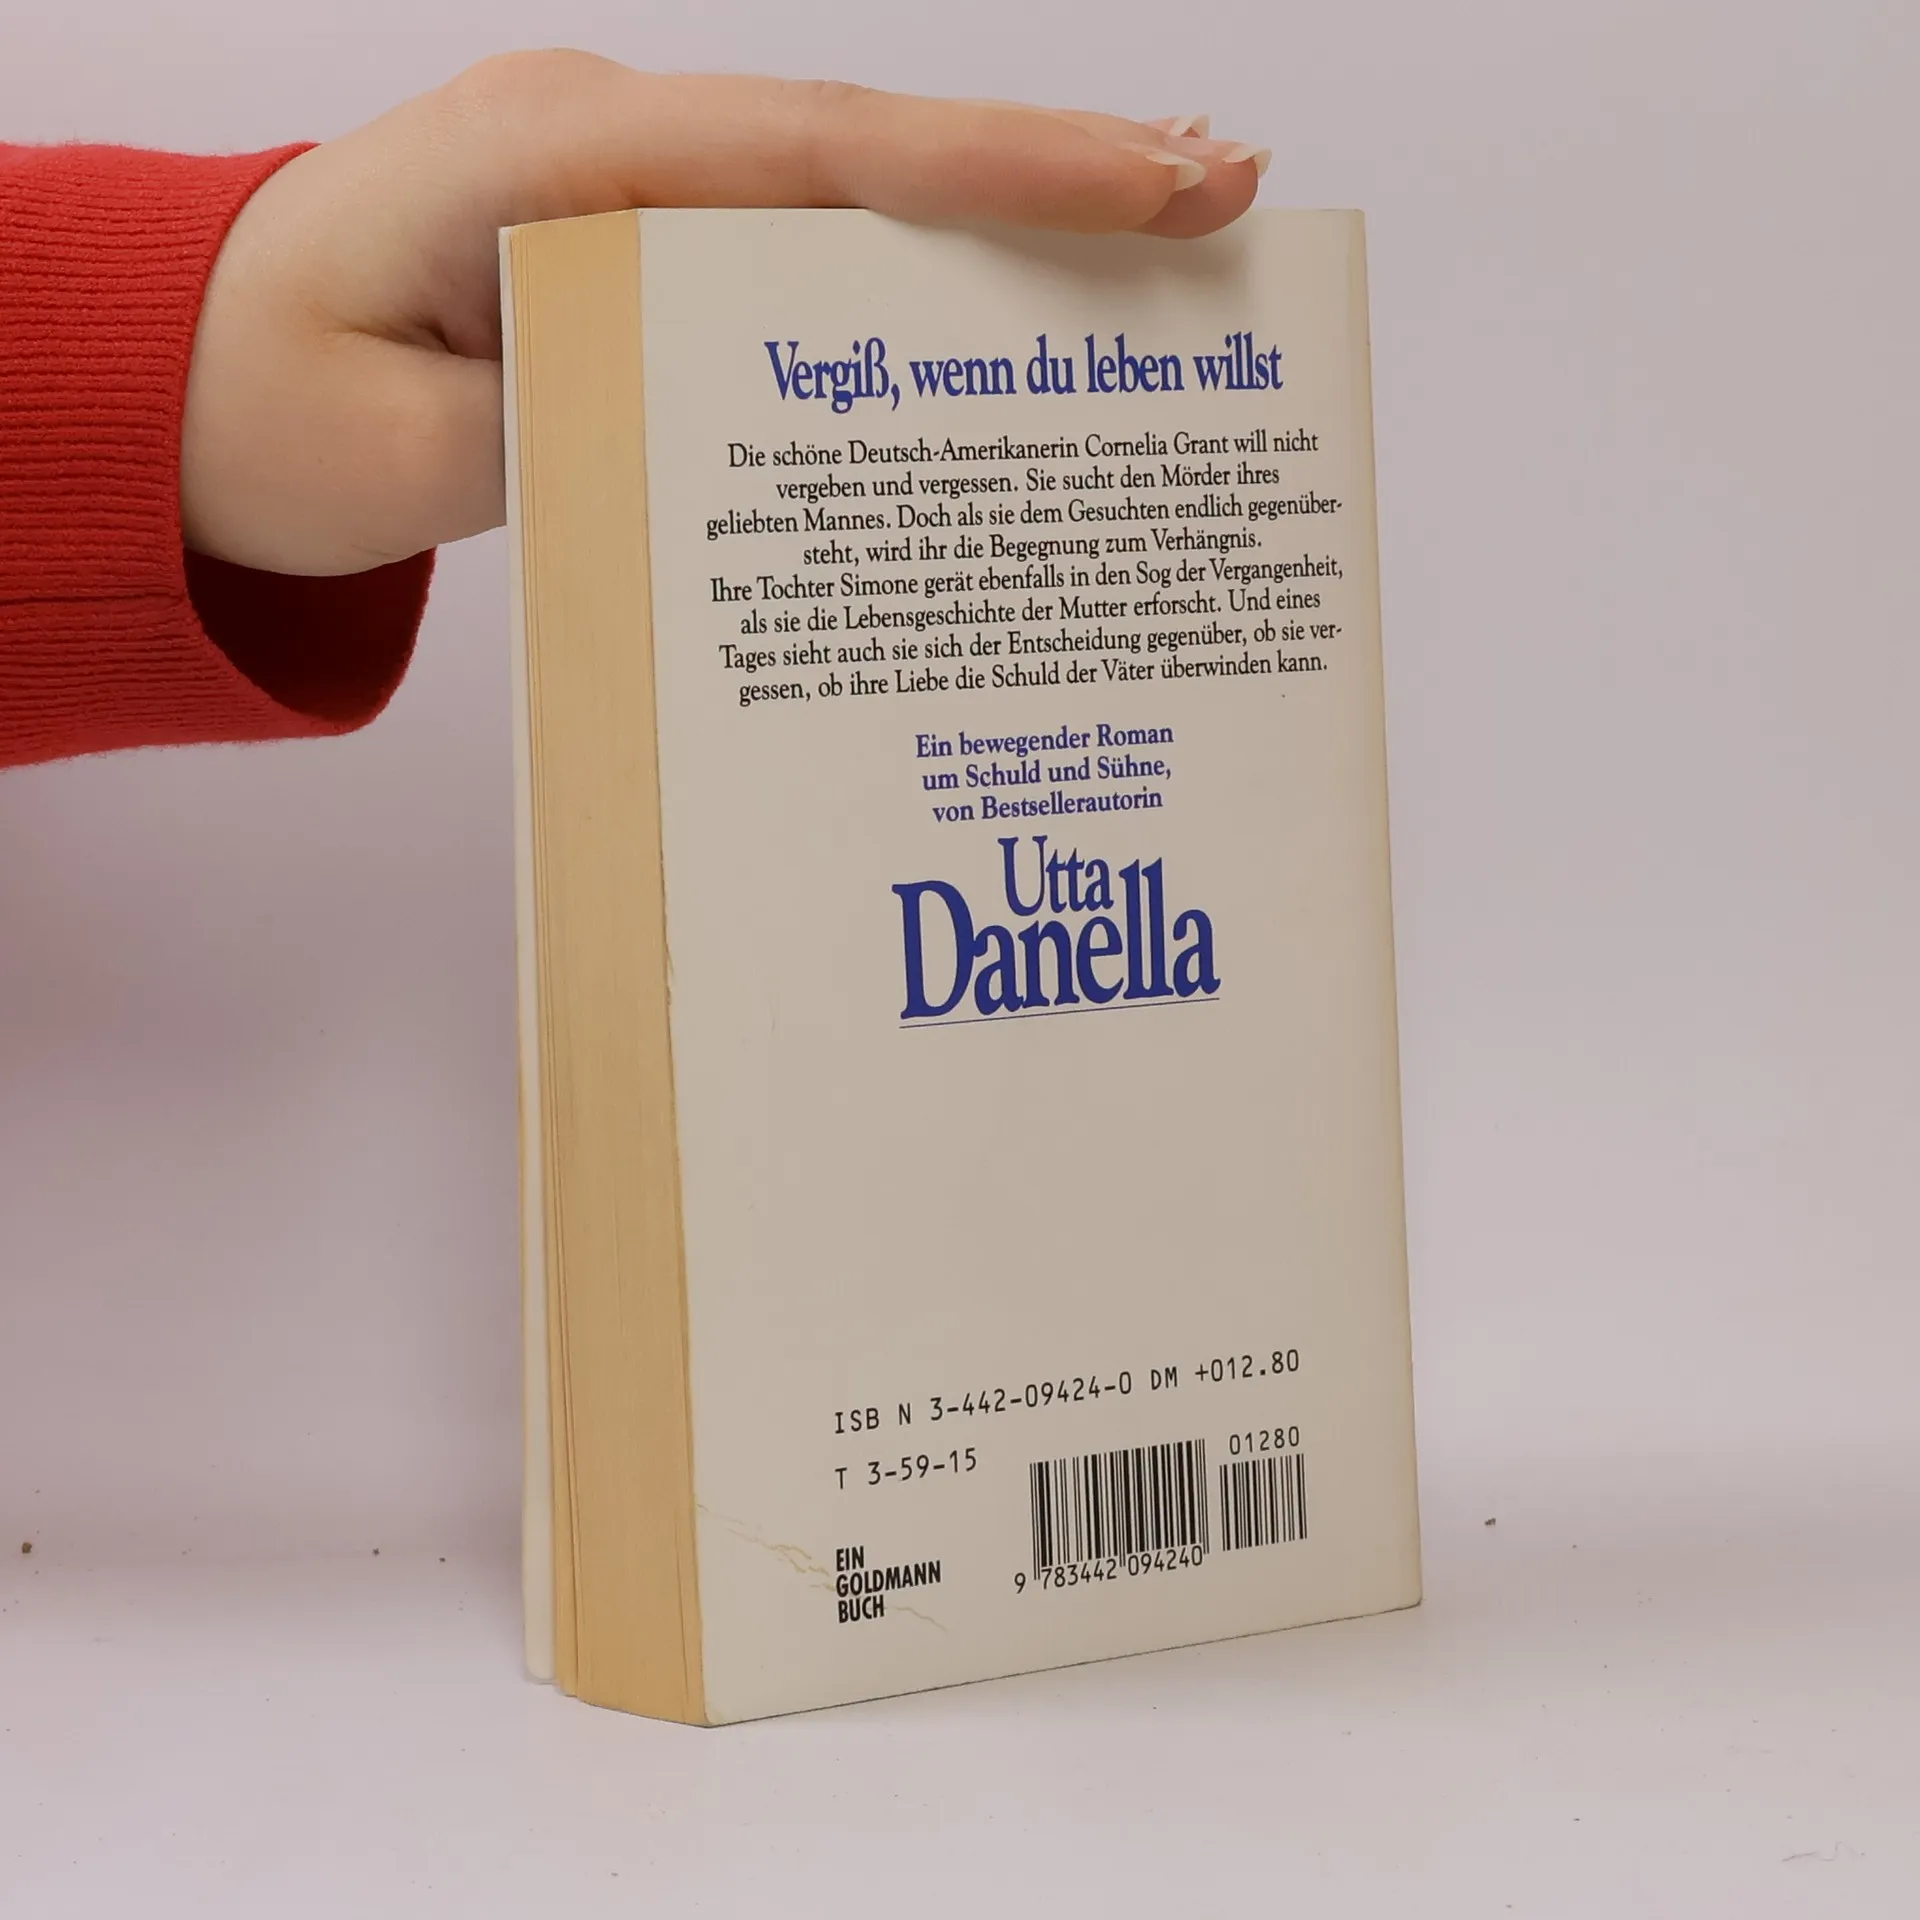 Vergiß, wenn du leben willst
Die schöne Deutsch-Amerikanerin Cornelia Grant will nicht
vergeben und vergessen. Sie sucht den Mörder ihres
geliebten Mannes. Doch als sie dem Gesuchten endlich gegenüber-
steht, wird ihr die Begegnung zum Verhängnis.
Ihre Tochter Simone gerät ebenfalls in den Sog der Vergangenheit,
als sie die Lebensgeschichte der Mutter erforscht. Und eines
Tages sieht auch sie sich der Entscheidung gegenüber, ob sie ver-
gessen, ob ihre Liebe die Schuld der Väter überwinden kann.
Ein bewegender Roman
um Schuld und Sühne,
von Bestsellerautorin
Utta
Danella
ISB N 3-442-09424-0 DM +012.80
T 3-59-15
01280
EIN
GOLDMANN
BUCH
9 783442 094240